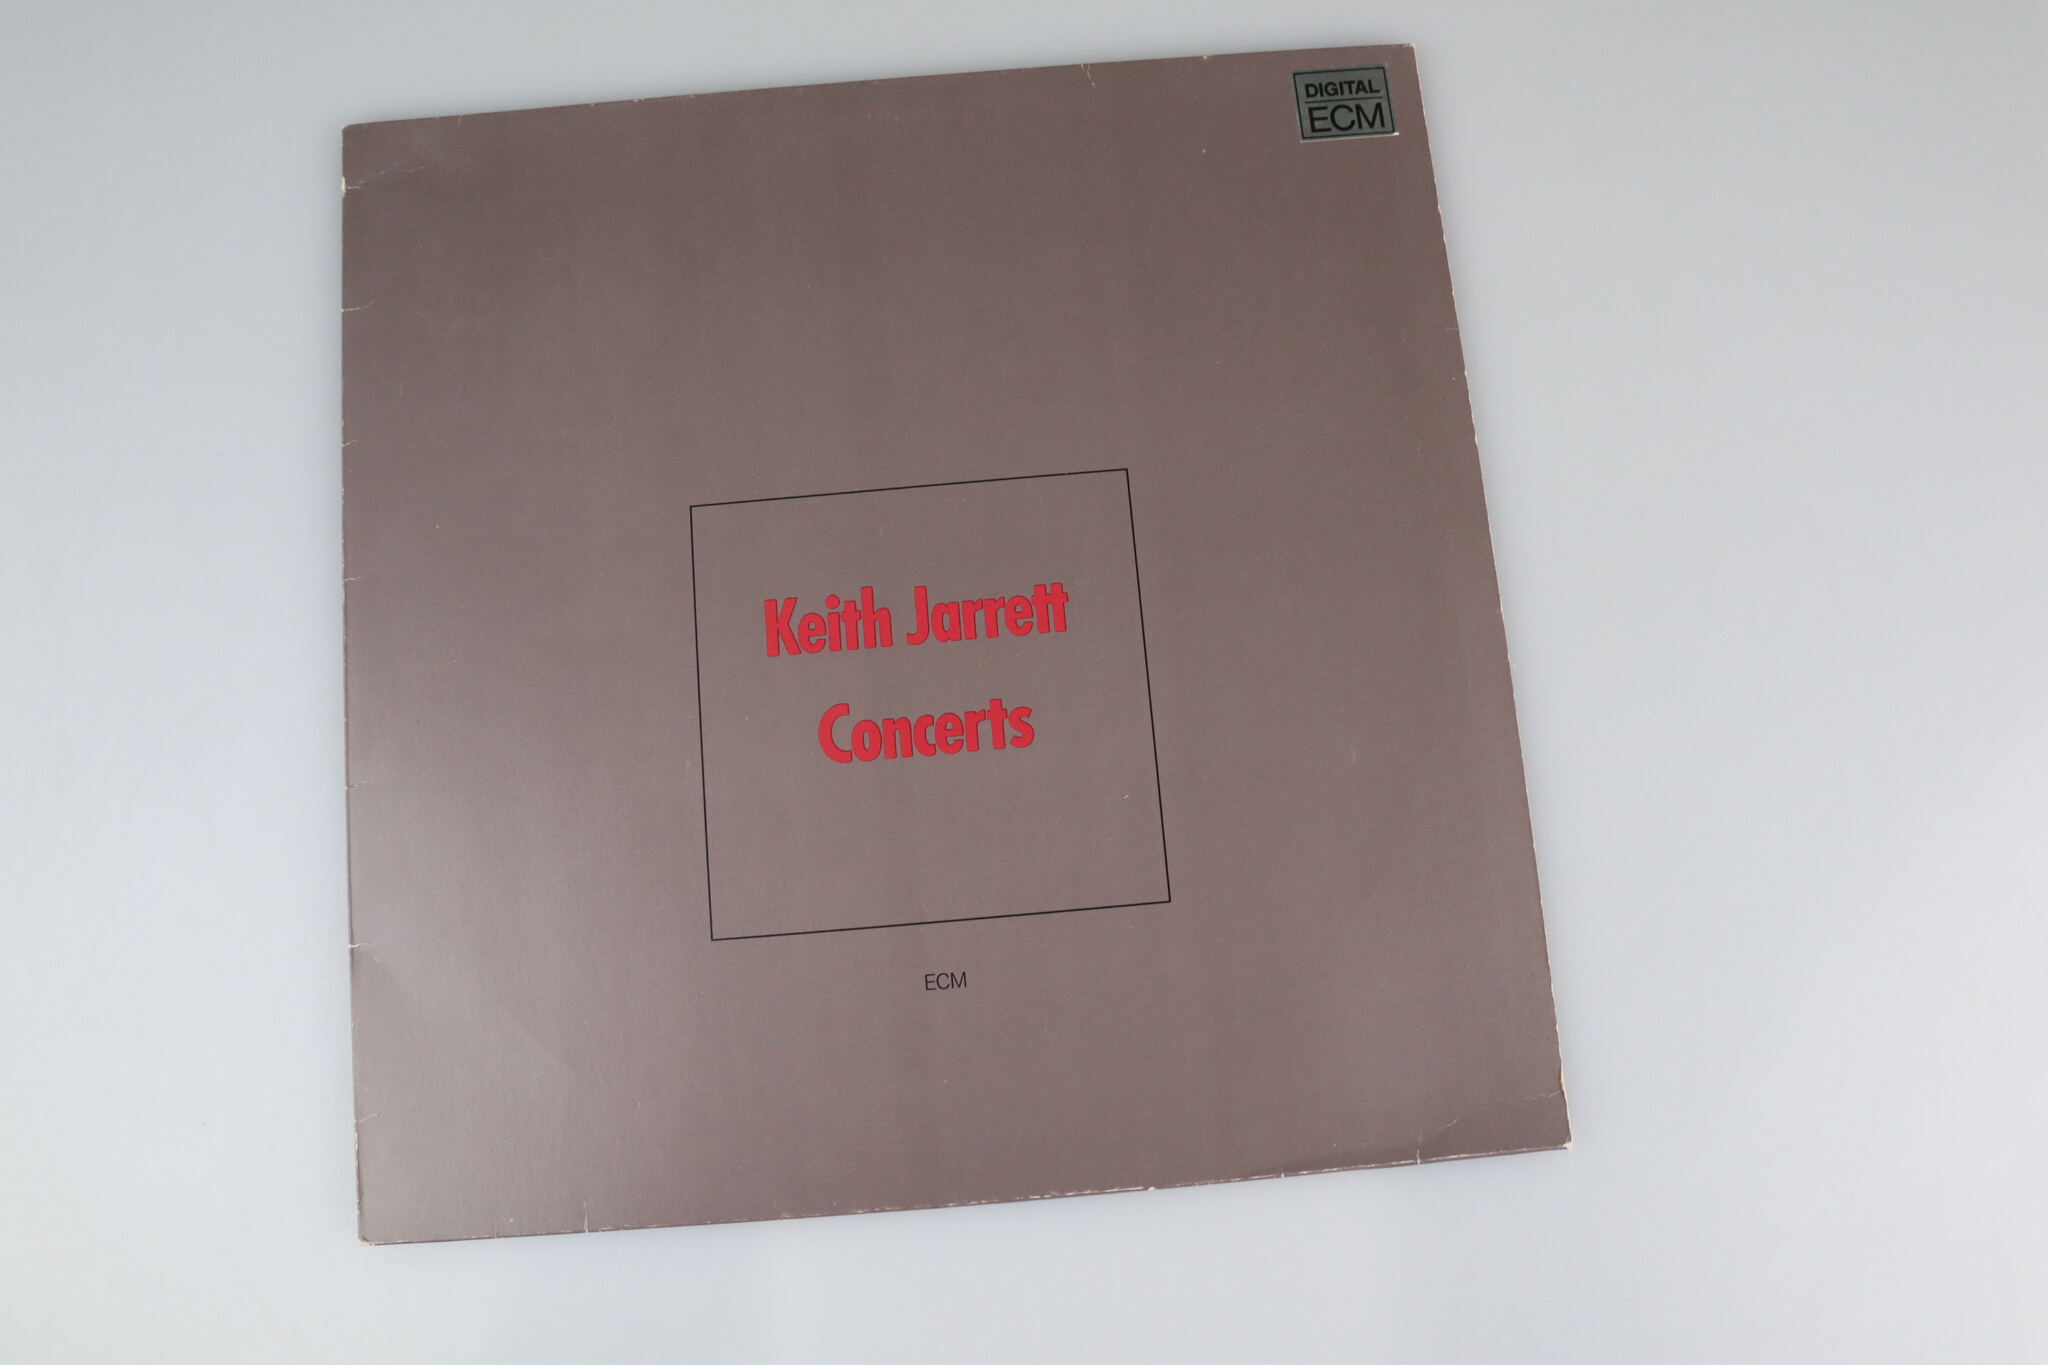 DIGITAL
ECM
Keith Jarrett
Concerts
ECM